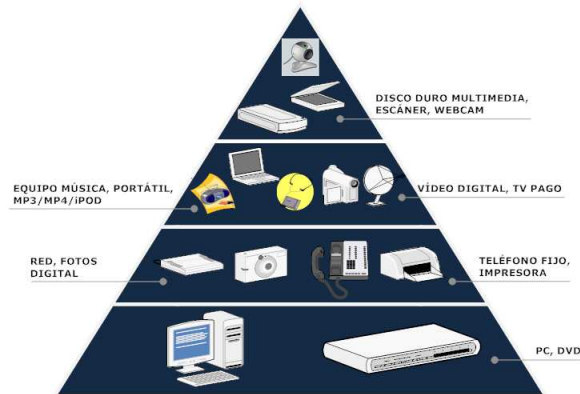 DISCO DURO MULTIMEDIA,
ESCÁNER, WEBCAM
EQUIPO MÚSICA, PORTÁTIL,
MP3/MP4/iPOD
VÍDEO DIGITAL, TV PAGO
RED, FOTOS
DIGITAL
TELÉFONO FIJO,
IMPRESORA
PC, DVD